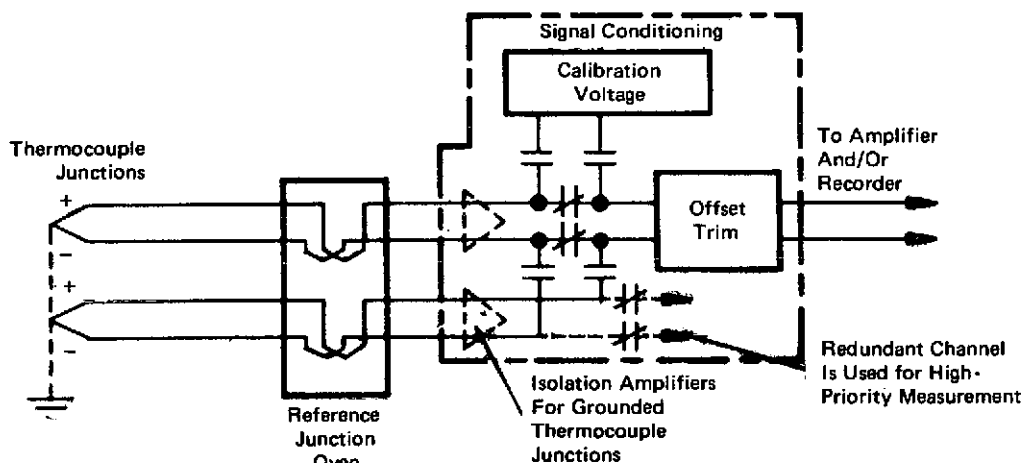 Signal Conditioning
Calibration
Voltage
Thermocouple
Junctions
To Amplifier
And/Or
Recorder
+
Offset
Trim
−
+
−
Redundant Channel
Is Used for High-
Priority Measurement
Isolation Amplifiers
For Grounded
Thermocouple
Junctions
Reference
Junction
Oven